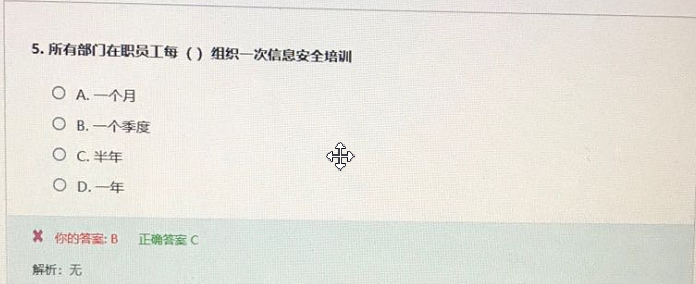 5. 所有部门在职员工每（ ）组织一次信息安全培训
A. 一个月
B. 一个季度
C. 半年
D. 一年
你的答案: B 正确答案 C
解析：无